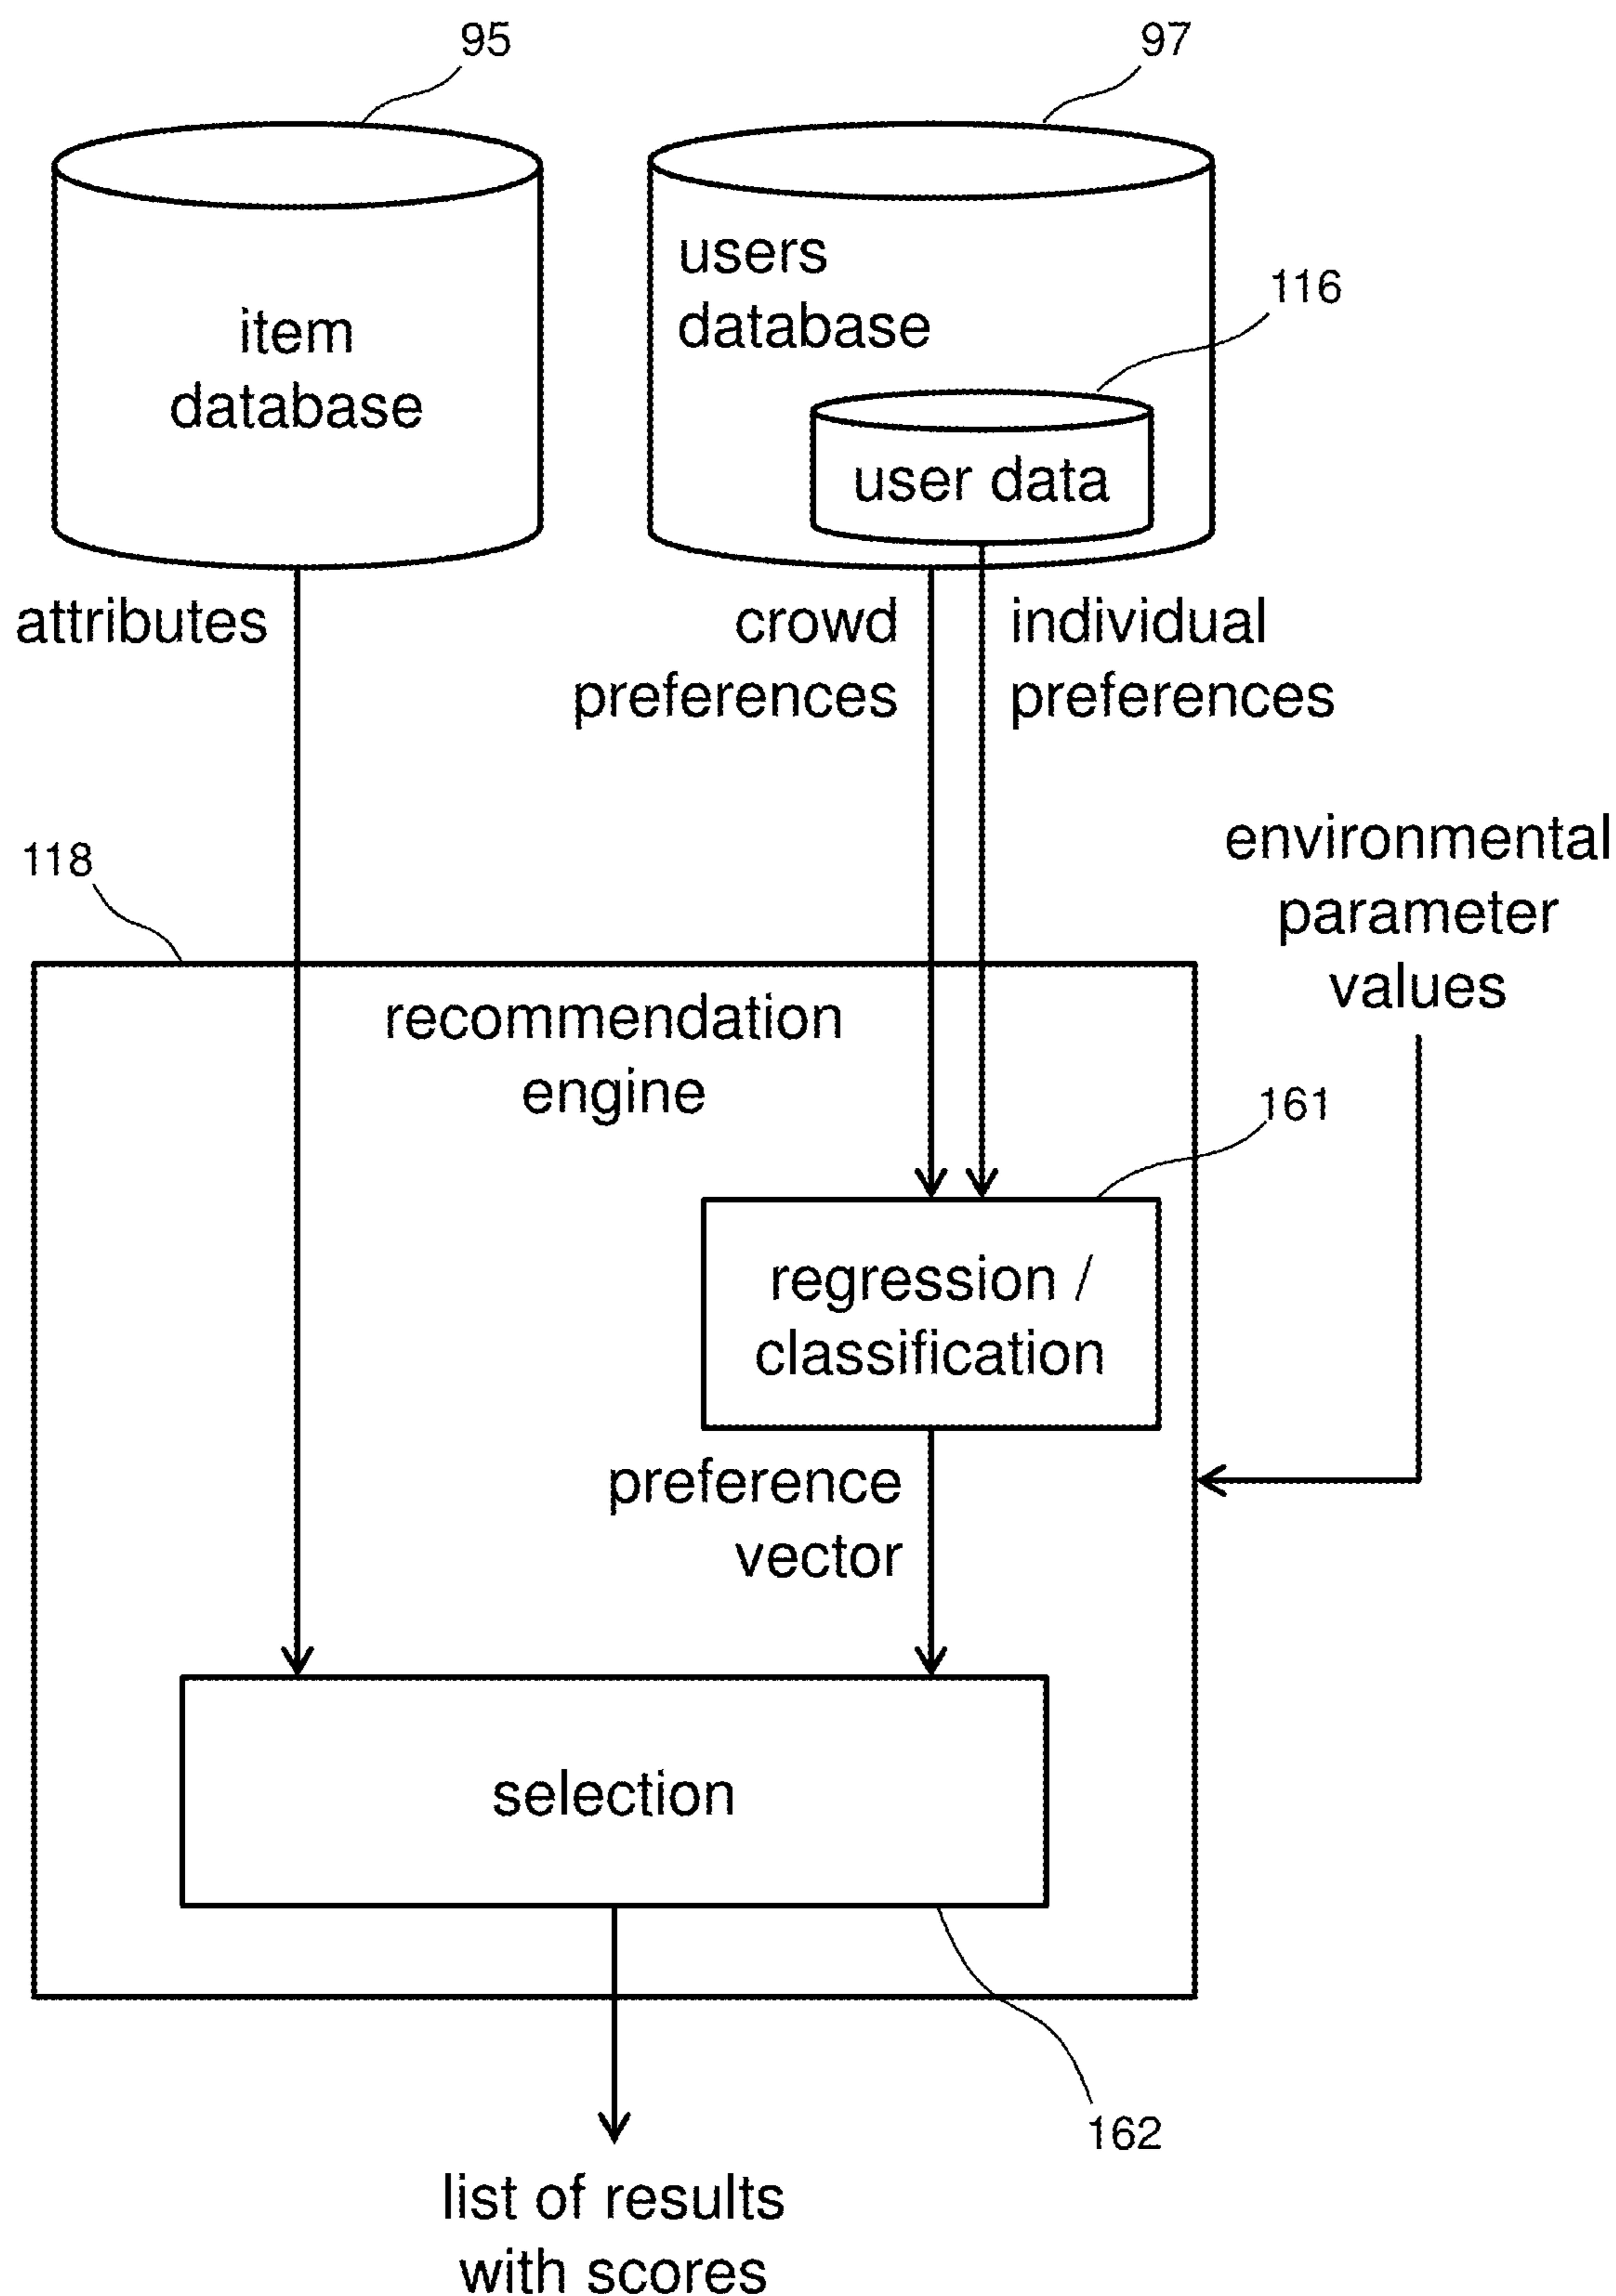 95
97
item
database
users
database
116
user data
attributes
crowd
preferences
individual
preferences
environmental
parameter
values
118
recommendation
engine
161
regression /
classification
preference
vector
selection
162
list of results
with scores